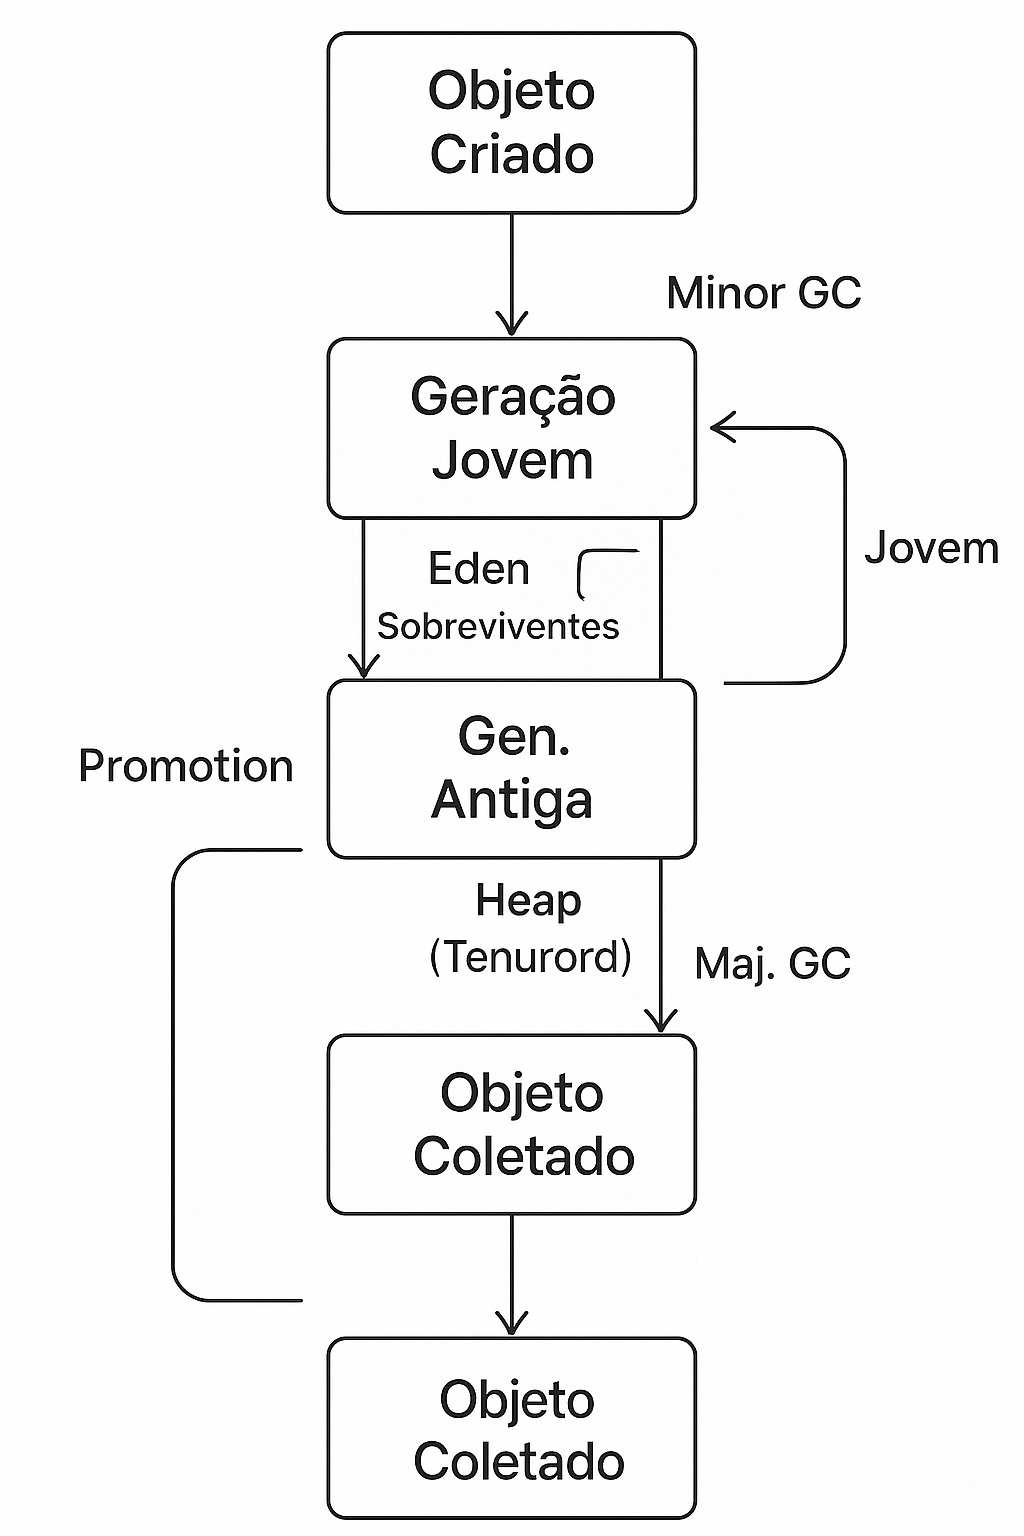 Objeto
Criado
Minor GC
Geração
Jovem
Eden
Jovem
Sobreviventes
Gen.
Antiga
Promotion
Heap
(Tenurord)
Maj. GC
Objeto
Coletado
Objeto
Coletado